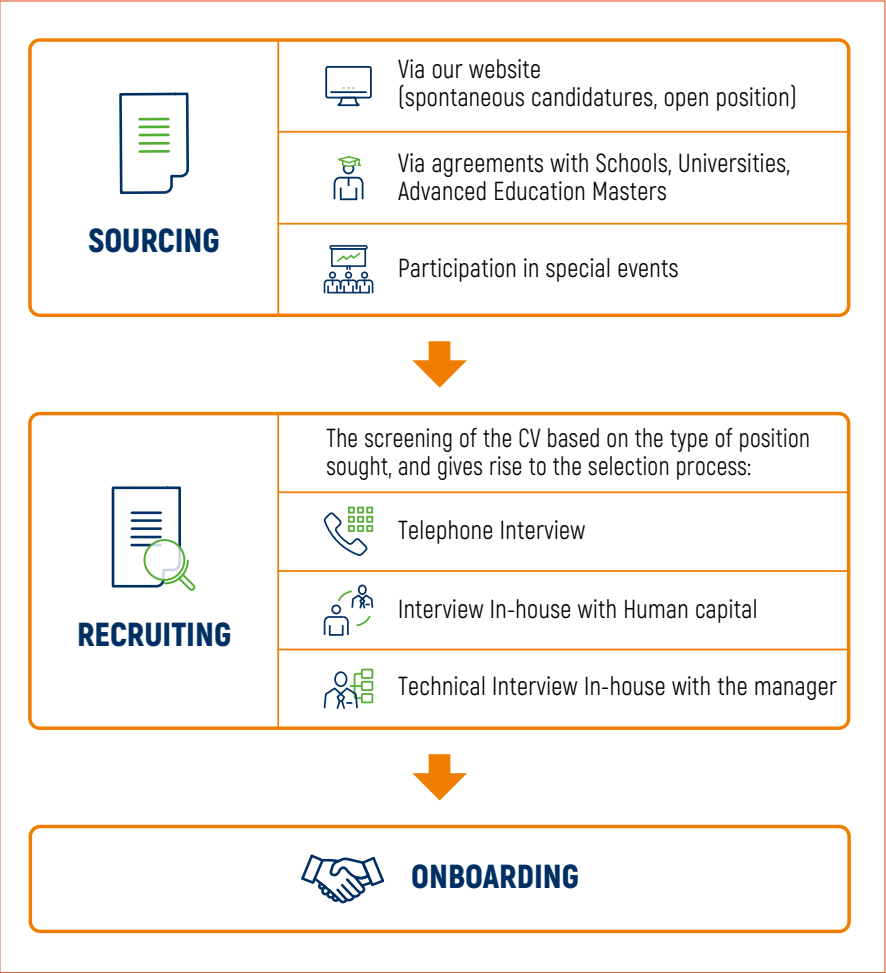 SOURCING
Via our website
(spontaneous candidatures, open position)
Via agreements with Schools, Universities,
Advanced Education Masters
Participation in special events
RECRUITING
The screening of the CV based on the type of position
sought, and gives rise to the selection process:
Telephone Interview
Interview In-house with Human capital
Technical Interview In-house with the manager
ONBOARDING